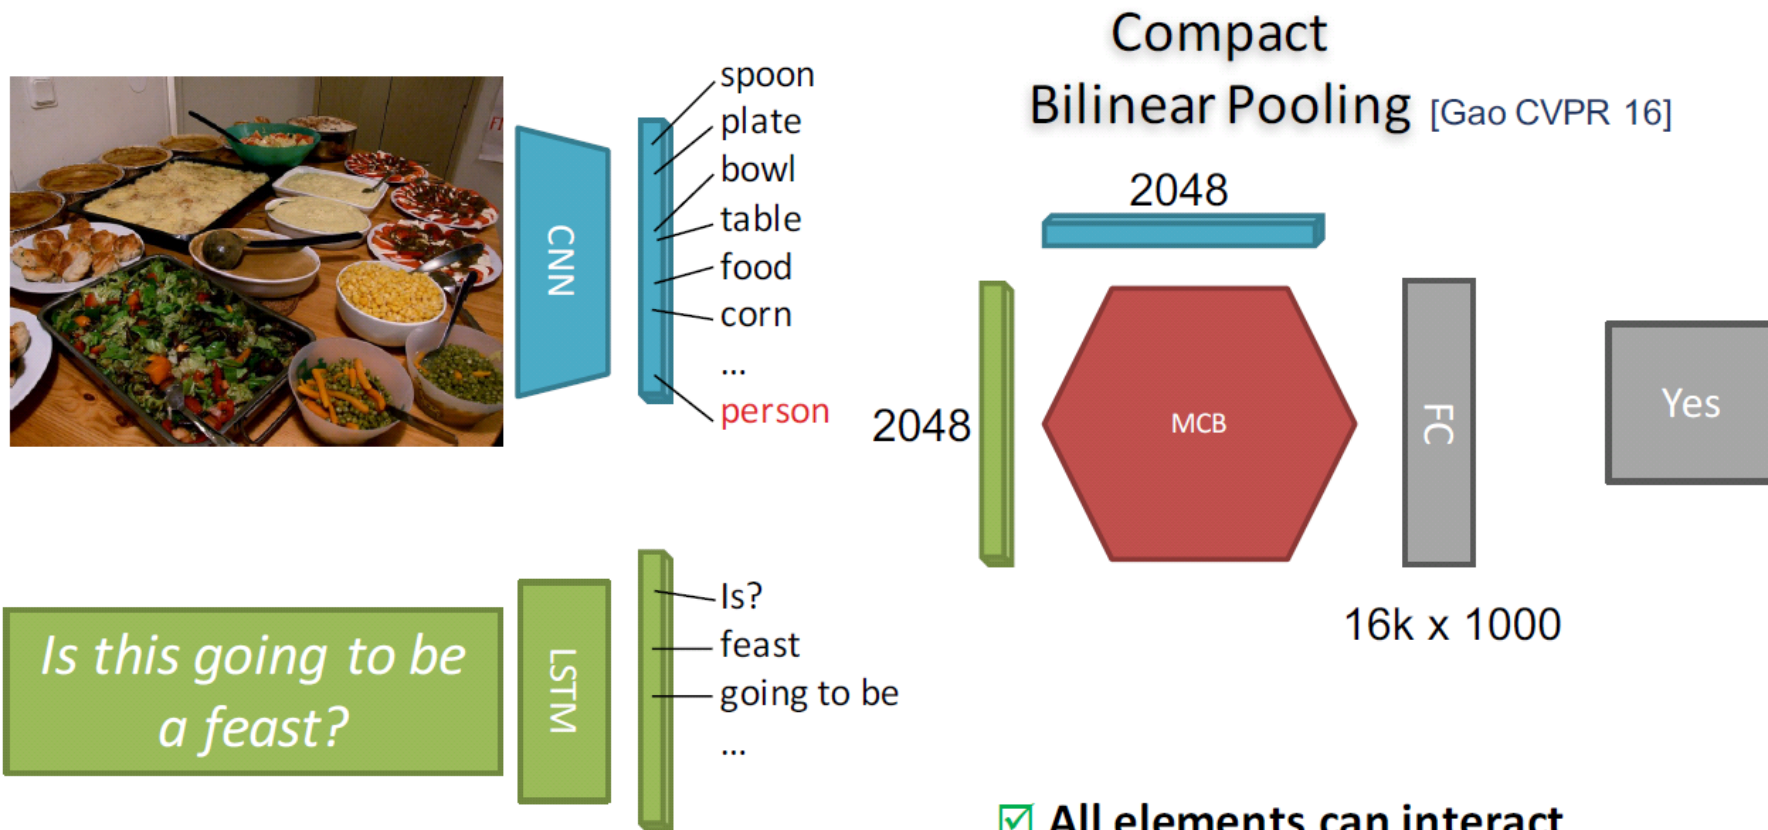 Compact
Bilinear Pooling [Gao CVPR 16]
spoon
plate
bowl
table
food
corn
...
person
CNN
2048
2048
MCB
FC
Yes
16k x 1000
Is this going to be
a feast?
LSTM
Is?
feast
going to be
...
All elements can interact